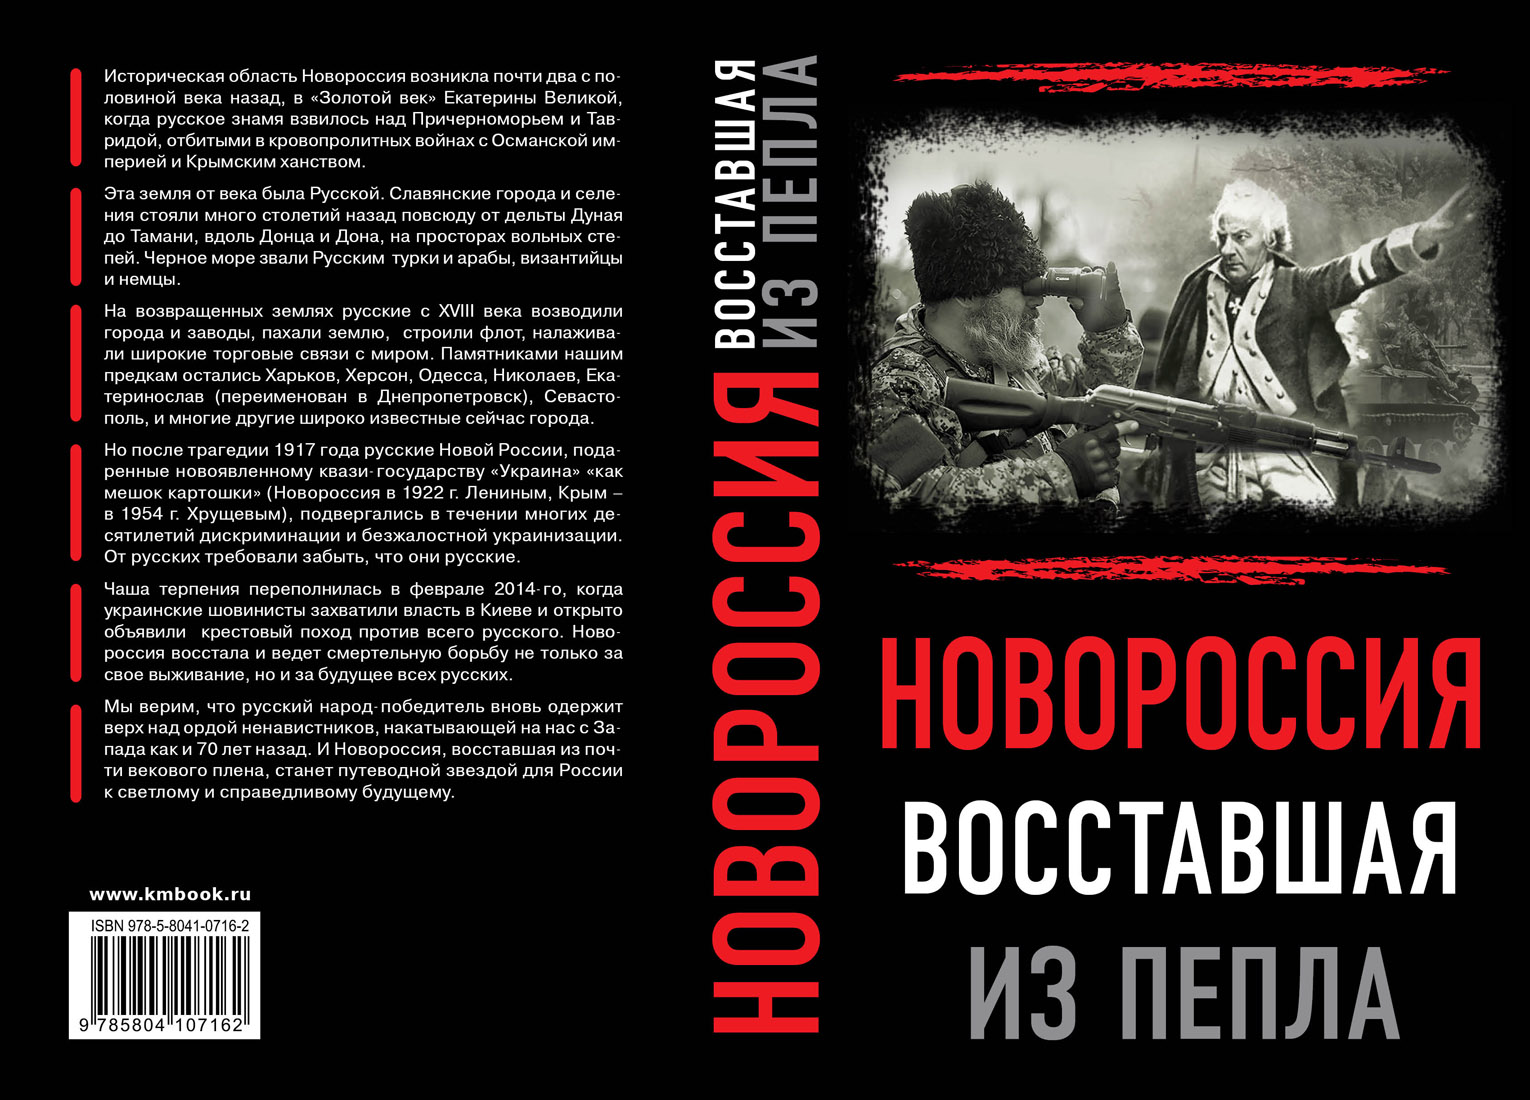 Историческая область Новороссия возникла почти два с по-
ловиной века назад, в «Золотой век» Екатерины Великой,
когда русское знамя взвилось над Причерноморьем и Тав-
ридой, отбитыми в кровопролитных войнах с Османской им-
перией и Крымским ханством.
Эта земля от века была Русской. Славянские города и селе-
ния стояли много столетий назад повсюду от дельты Дуная
до Тамани, вдоль Донца и Дона, на просторах вольных сте-
пей. Черное море звали Русским турки и арабы, византийцы
и немцы.
На возвращенных землях русские с XVIII века возводили
города и заводы, пахали землю, строили флот, налажива-
ли широкие торговые связи с миром. Памятниками нашим
предкам остались Харьков, Херсон, Одесса, Николаев, Ека-
теринослав (переименован в Днепропетровск), Севасто-
поль, и многие другие широко известные сейчас города.
Но после трагедии 1917 года русские Новой России, пода-
ренные новоявленному квази-государству «Украина» «как
мешок картошки» (Новороссия в 1922 г. Лениным, Крым –
в 1954 г. Хрущевым), подвергались в течении многих де-
сятилетий дискриминации и безжалостной украинизации.
От русских требовали забыть, что они русские.
Чаша терпения переполнилась в феврале 2014-го, когда
украинские шовинисты захватили власть в Киеве и открыто
объявили крестовый поход против всего русского. Ново-
россия восстала и ведет смертельную борьбу не только за
свое выживание, но и за будущее всех русских.
Мы верим, что русский народ-победитель вновь одержит
верх над ордой ненавистников, накатывающей на нас с За-
пада как и 70 лет назад. И Новороссия, восставшая из поч-
ти векового плена, станет путеводной звездой для России
к светлому и справедливому будущему.
www.kmbook.ru
ISBN 978-5-8041-0716-2
9 785804 107162
НОВОРОССИЯ
ВОССТАВШАЯ
ИЗ ПЕПЛА
НОВОРОССИЯ
ВОССТАВШАЯ
ИЗ ПЕПЛА